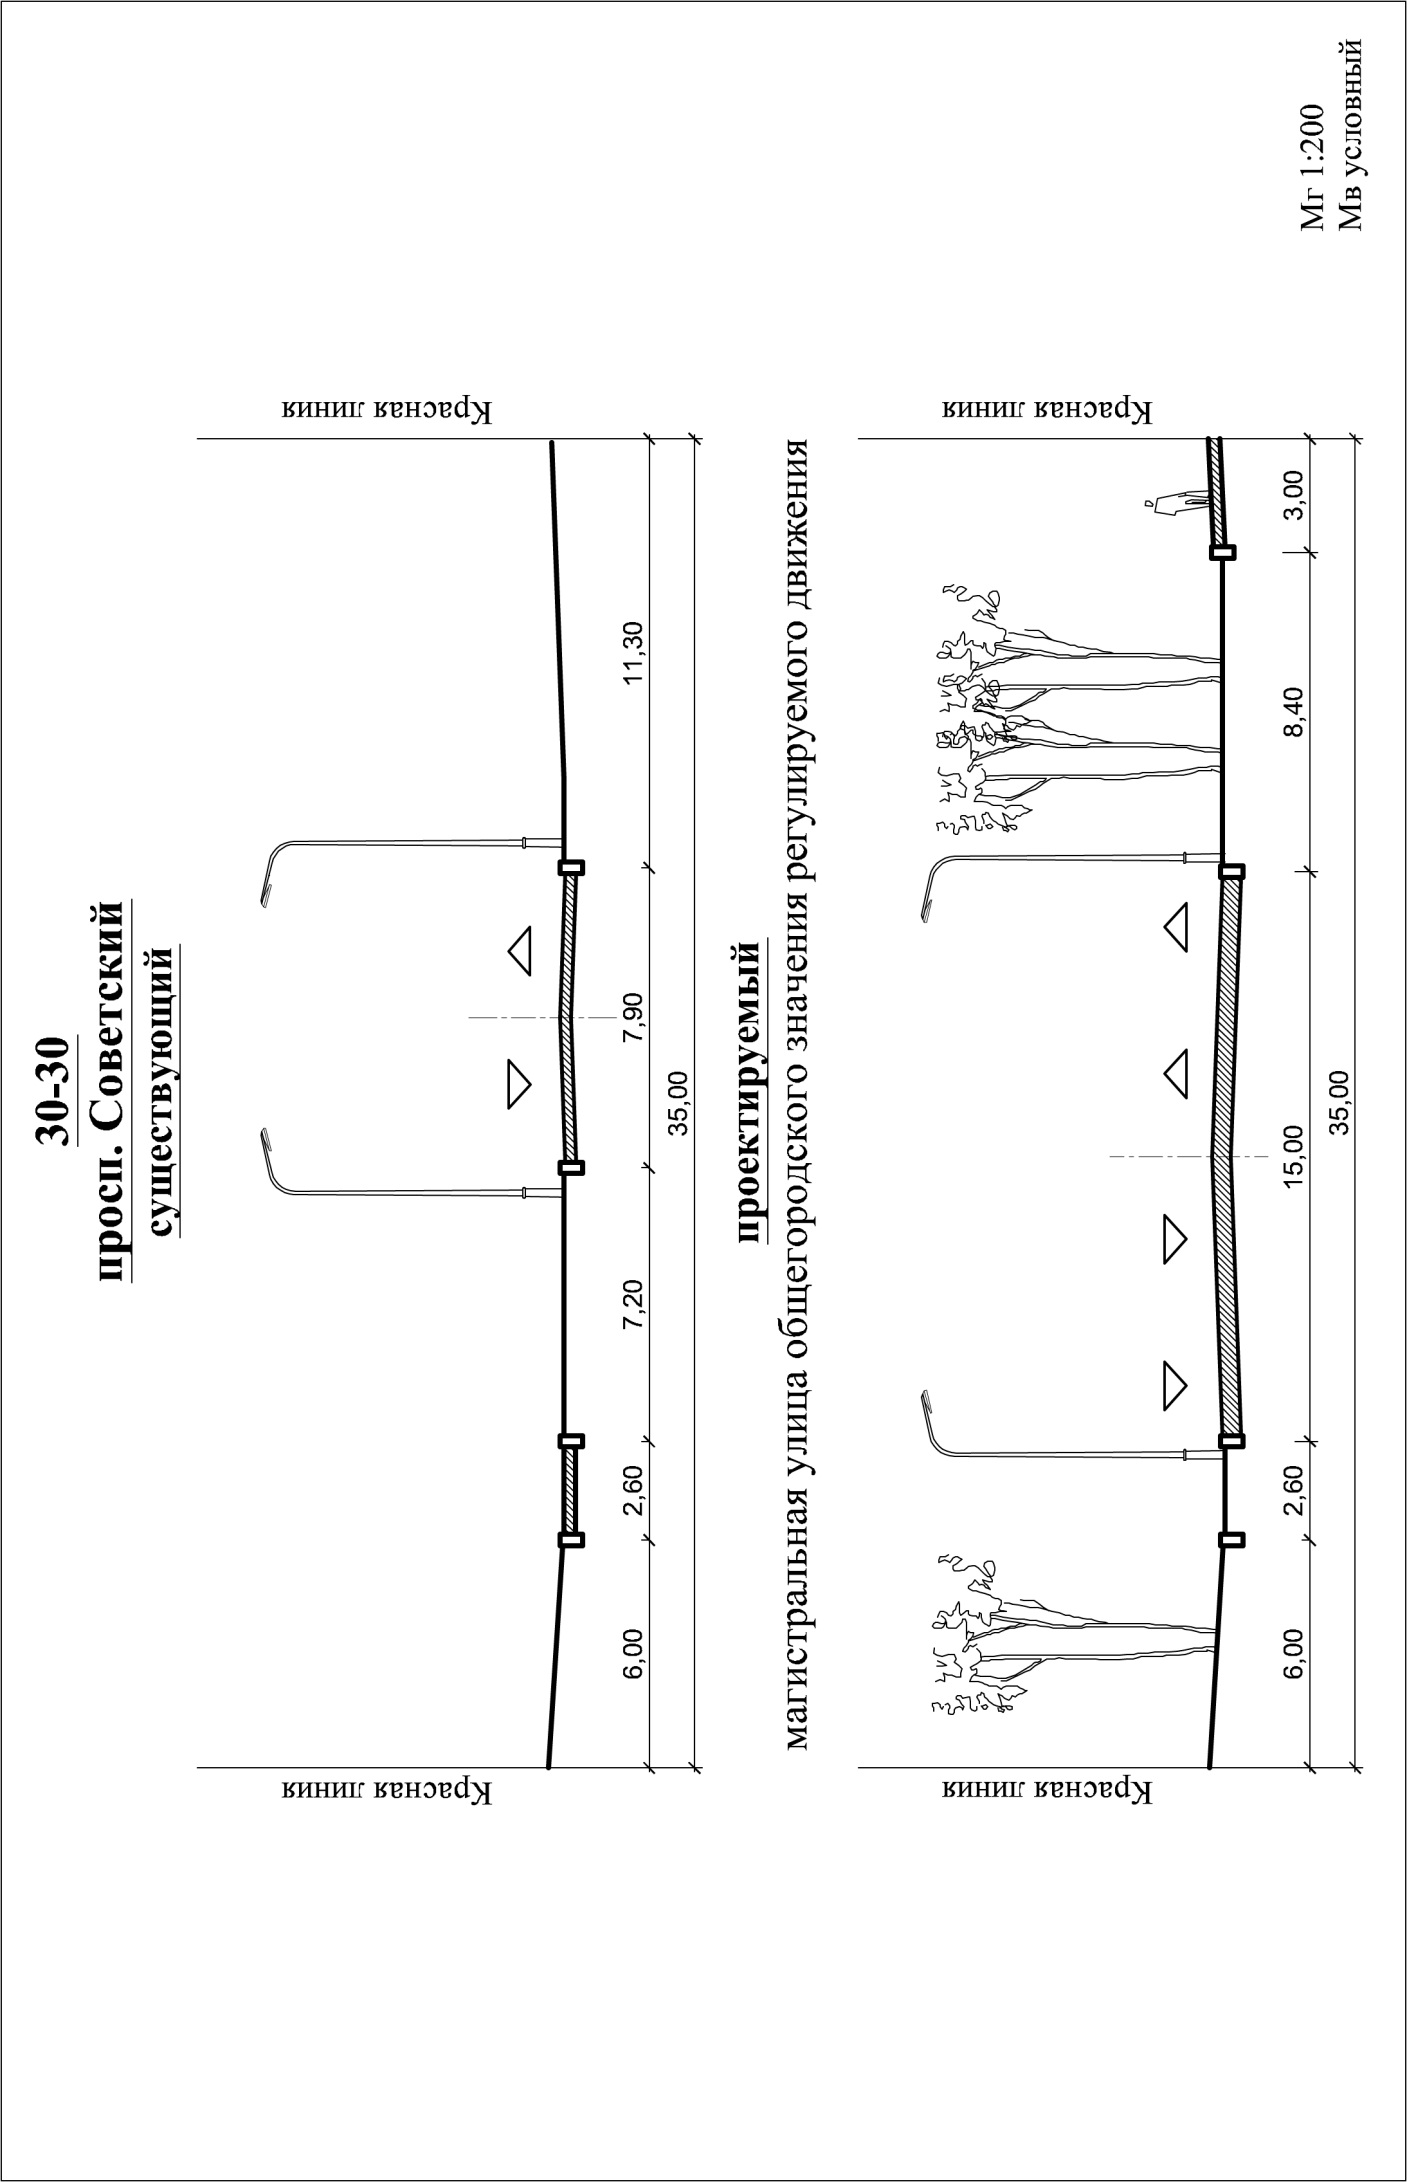 30-30
просп. Советский
существующий
Красная линия
Красная линия
6,00
2,60
7,20
7,90
11,30
35,00
проектируемый
магистральная улица общегородского значения регулируемого движения
Красная линия
Красная линия
6,00
2,60
15,00
8,40
3,00
35,00
Мг 1:200
Мв условный